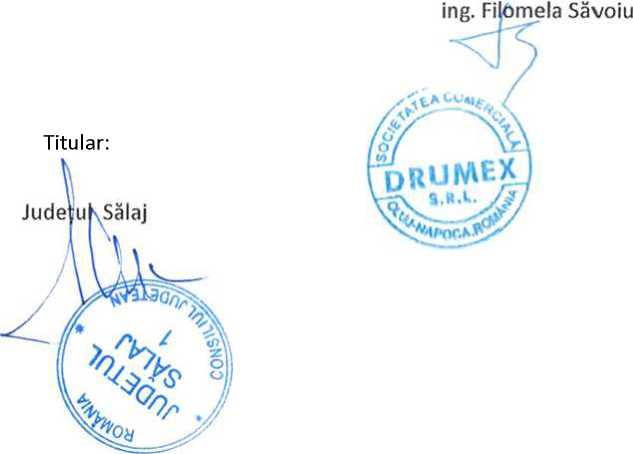 ing. Filomela Săvoiu
SOCIETATEA COMERCIALĂ
DRUMEX
S.R.L.
CLUJ-NAPOCA, ROMÂNIA
Titular:
Județul Sălaj
ROMÂNIA
* CONSILIUL JUDEȚEAN *
JUDEȚUL
SĂLAJ
1